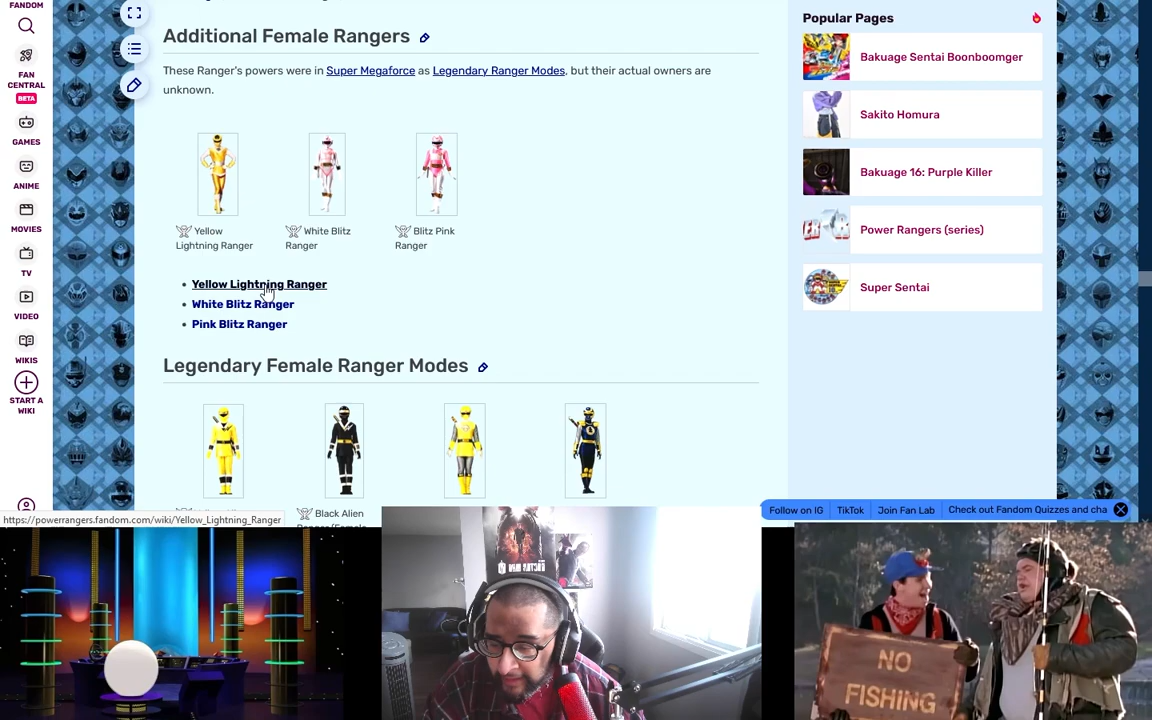 FANDOM
FAN
CENTRAL
BETA
GAMES
ANIME
MOVIES
TV
VIDEO
WIKIS
START A
WIKI
Additional Female Rangers
These Ranger's powers were in Super Megaforce as Legendary Ranger Modes, but their actual owners are
unknown.
Yellow
Lightning Ranger
White Blitz
Ranger
Blitz Pink
Ranger
• Yellow Lightning Ranger
• White Blitz Ranger
• Pink Blitz Ranger
Legendary Female Ranger Modes
Black Alien
Popular Pages
Bakuage Sentai Boonboomger
Sakito Homura
Bakuage 16: Purple Killer
Power Rangers (series)
Super Sentai
https://powerrangers.fandom.com/wiki/Yellow_Lightning_Ranger
Follow on IG
TikTok
Join Fan Lab
Check out Fandom Quizzes and cha
NO
FISHING